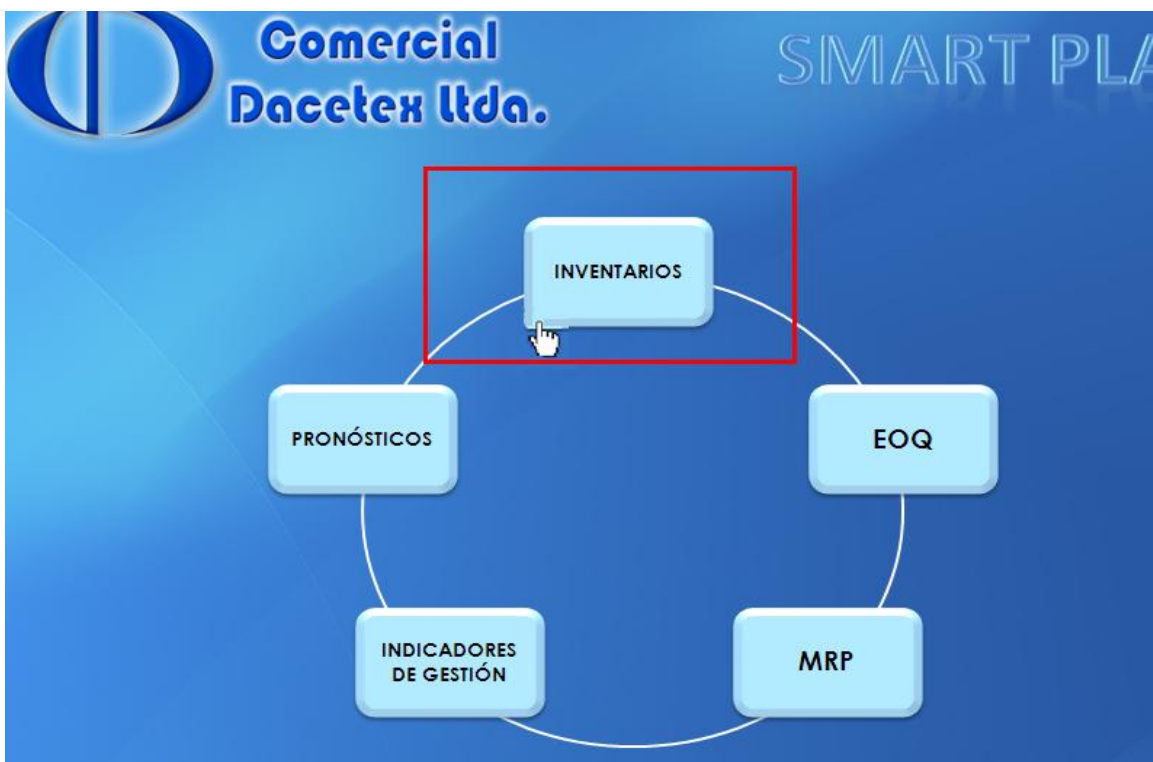 Comercial
Dacetex ltda.
SMART PLA
INVENTARIOS
PRONÓSTICOS
EOQ
INDICADORES
DE GESTIÓN
MRP